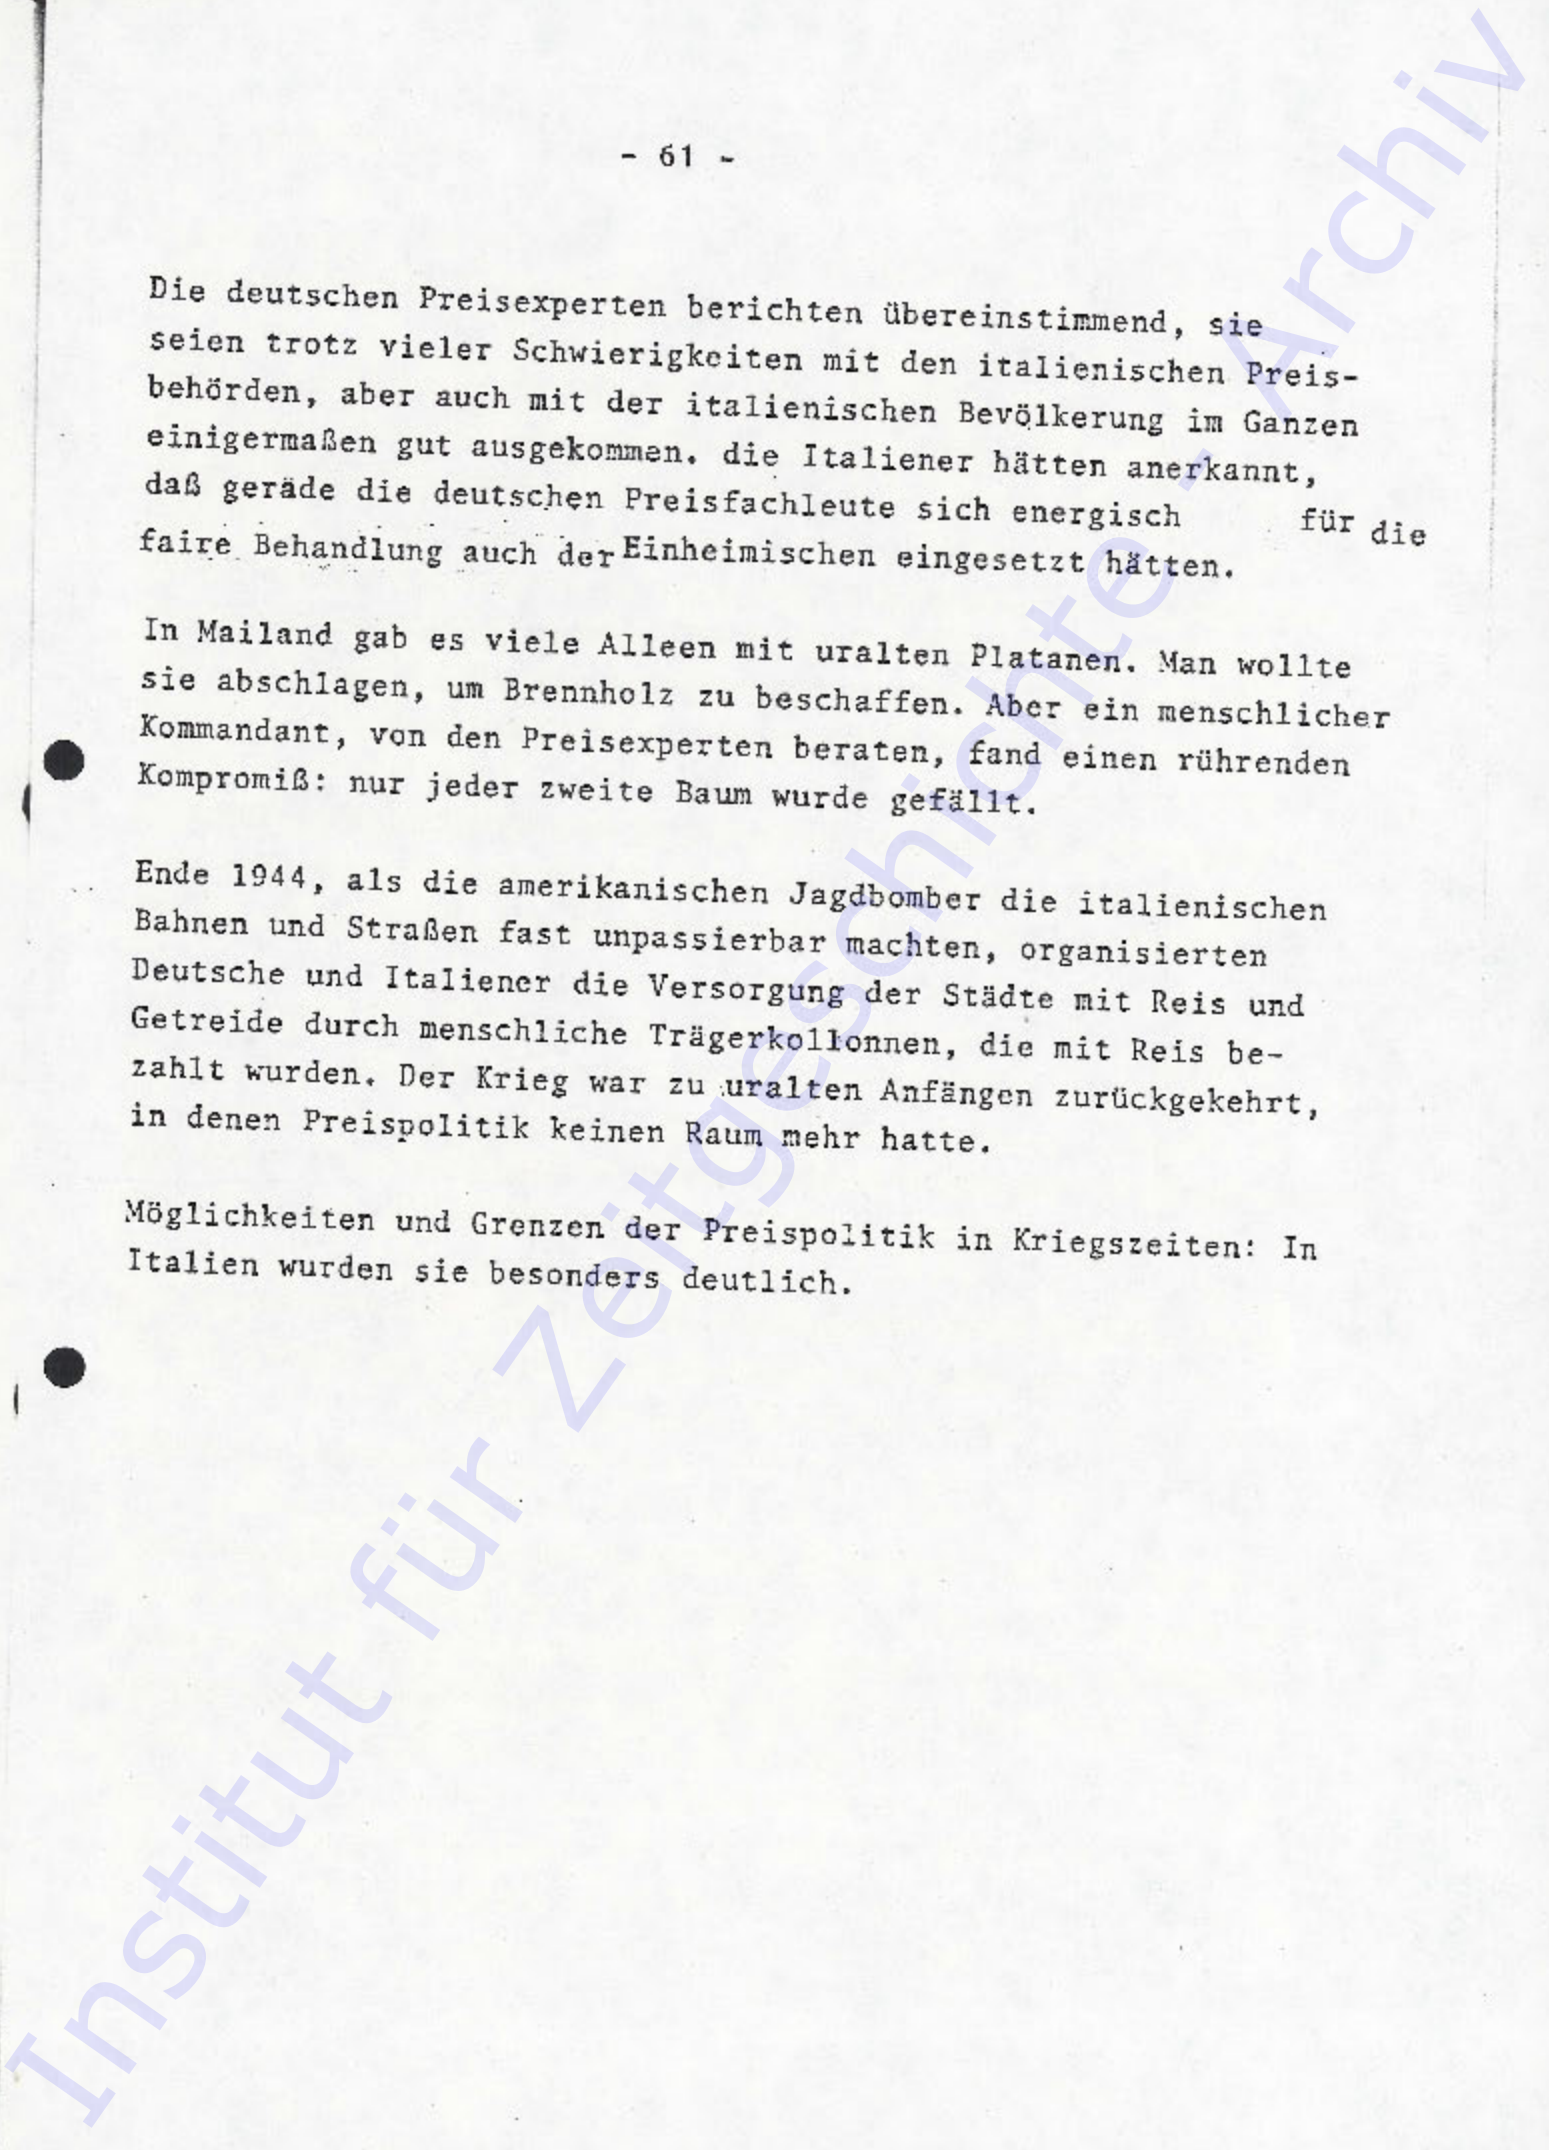 - 61 -
Die deutschen Preisexperten berichten übereinstimmend, sie
seien trotz vieler Schwierigkeiten mit den italienischen Preis-
behörden, aber auch mit der italienischen Bevölkerung im Ganzen
einigermaßen gut ausgekommen. die Italiener hätten anerkannt,
daß geräde die deutschen Preisfachleute sich energisch für die
faire Behandlung auch der Einheimischen eingesetzt hätten.
In Mailand gab es viele Alleen mit uralten Platanen. Man wollte
sie abschlagen, um Brennholz zu beschaffen. Aber ein menschlicher
Kommandant, von den Preisexperten beraten, fand einen rührenden
Kompromiß: nur jeder zweite Baum wurde gefällt.
Ende 1944, als die amerikanischen Jagdbomber die italienischen
Bahnen und Straßen fast unpassierbar machten, organisierten
Deutsche und Italiener die Versorgung der Städte mit Reis und
Getreide durch menschliche Trägerkollonnen, die mit Reis be-
zahlt wurden. Der Krieg war zu uralten Anfängen zurückgekehrt,
in denen Preispolitik keinen Raum mehr hatte.
Möglichkeiten und Grenzen der Preispolitik in Kriegszeiten: In
Italien wurden sie besonders deutlich.
Institut für Zeitgeschichte - Archiv